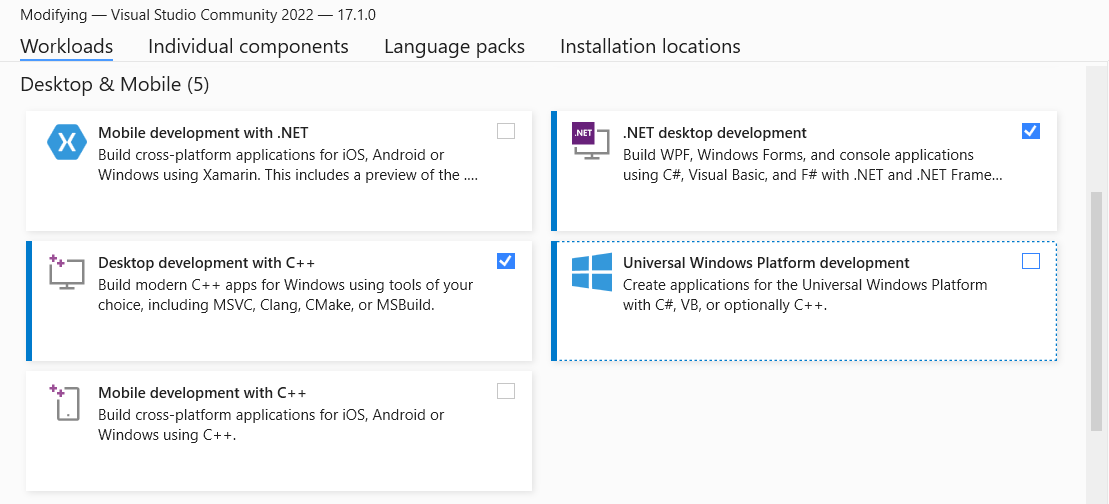 Modifying — Visual Studio Community 2022 — 17.1.0
Workloads Individual components Language packs Installation locations
Desktop & Mobile (5)
Mobile development with .NET
Build cross-platform applications for iOS, Android or
Windows using Xamarin. This includes a preview of the ....
.NET
.NET desktop development
Build WPF, Windows Forms, and console applications
using C#, Visual Basic, and F# with .NET and .NET Frame...
Desktop development with C++
Build modern C++ apps for Windows using tools of your
choice, including MSVC, Clang, CMake, or MSBuild.
Universal Windows Platform development
Create applications for the Universal Windows Platform
with C#, VB, or optionally C++.
Mobile development with C++
Build cross-platform applications for iOS, Android or
Windows using C++.